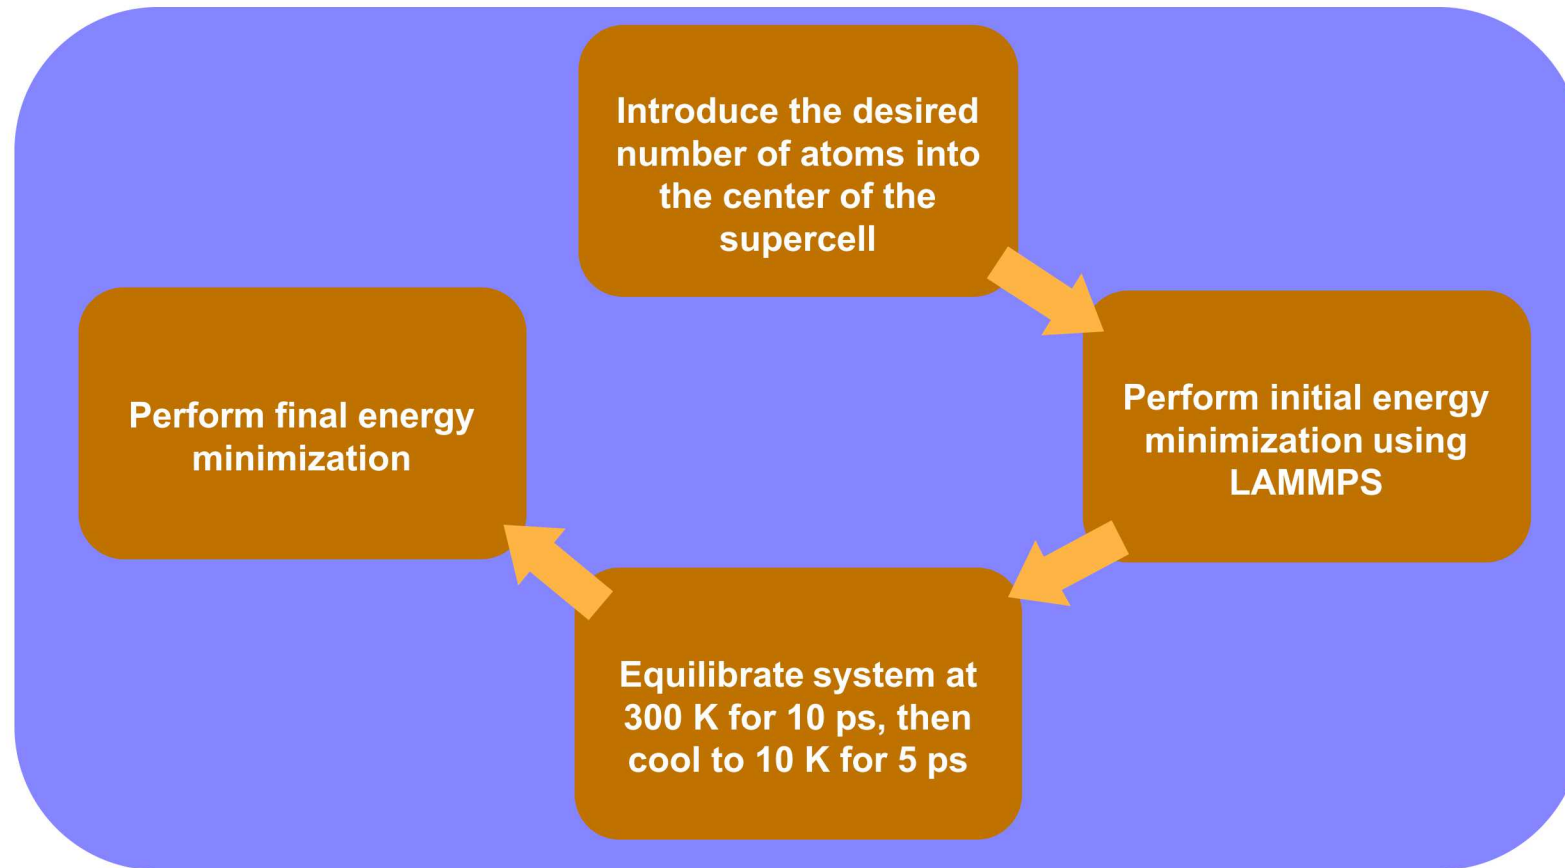 Introduce the desired
number of atoms into
the center of the
supercell
Perform initial energy
minimization using
LAMMPS
Equilibrate system at
300 K for 10 ps, then
cool to 10 K for 5 ps
Perform final energy
minimization